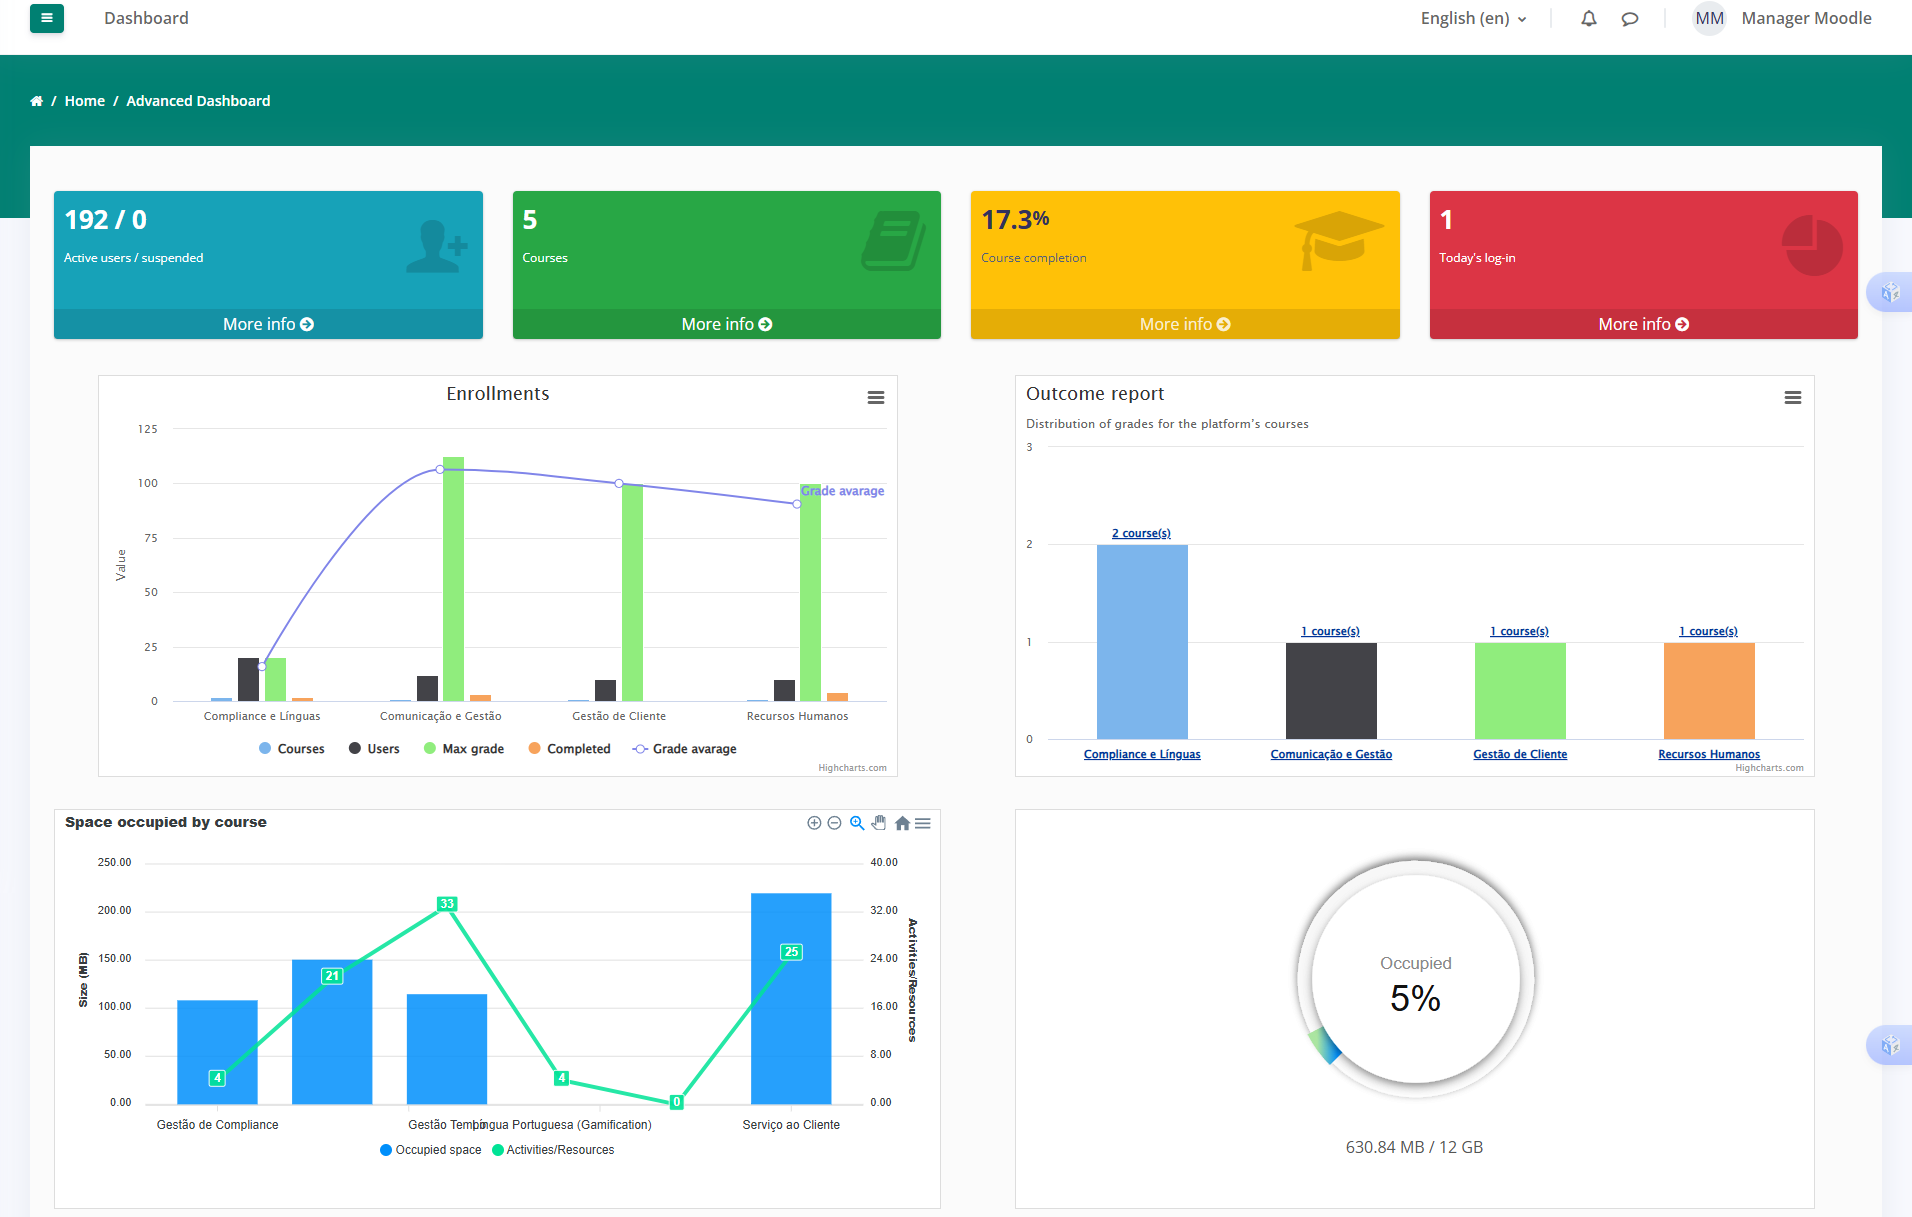 Dashboard
English (en)
MM Manager Moodle
/ Home / Advanced Dashboard
192 / 0
Active users / suspended
More info
5
Courses
More info
17.3%
Course completion
More info
1
Today's log-in
More info
Enrollments
125
100
75
50
25
0
Value
Grade avarage
Compliance e Línguas
Comunicação e Gestão
Gestão de Cliente
Recursos Humanos
Courses Users Max grade Completed Grade avarage
Highcharts.com
Outcome report
Distribution of grades for the platform's courses
3
2
1
0
2 course(s)
1 course(s)
1 course(s)
1 course(s)
Compliance e Línguas
Comunicação e Gestão
Gestão de Cliente
Recursos Humanos
Highcharts.com
Space occupied by course
250.00
200.00
150.00
100.00
50.00
0.00
Size (MB)
4
21
33
4
0
25
40.00
32.00
24.00
16.00
8.00
0.00
Activities/Resources
Gestão de Compliance
Gestão Tempo
Língua Portuguesa (Gamification)
Serviço ao Cliente
Occupied space Activities/Resources
Occupied
5%
630.84 MB / 12 GB